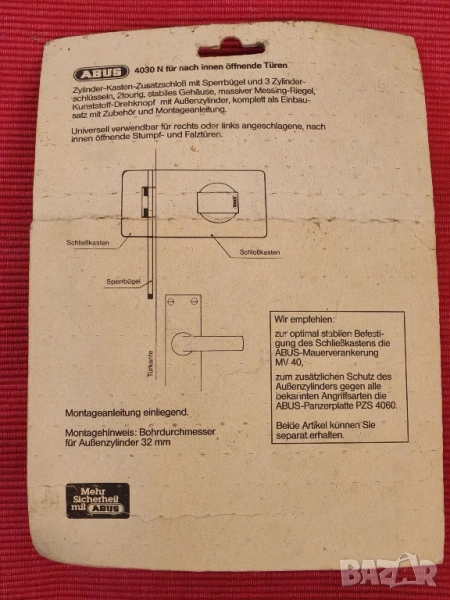 ABUS 4030 N für nach innen öffnende Türen
Zylinder-Kasten-Zusatzschloß mit Sperrbügel und 3 Zylinder-
schlüsseln, 2tourig, stabiles Gehäuse, massiver Messing-Riegel,
Kunststoff-Drehknopf mit Außenzylinder, komplett als Einbau-
satz mit Zubehör und Montageanleitung.
Universell verwendbar für rechts oder links angeschlagene, nach
innen öffnende Stumpf- und Falztüren.
ABUS
Schließkasten
Schloßkasten
Sperrbügel
Türkante
Wir empfehlen:
zur optimal stabilen Befesti-
gung des Schließkastens die
ABUS-Mauerverankerung
MV 40,
zum zusätzlichen Schutz des
Außenzylinders gegen alle
bekannten Angriffsarten die
ABUS-Panzerplatte PZS 4060.
Beide Artikel können Sie
separat erhalten.
Montageanleitung einliegend.
Montagehinweis: Bohrdurchmesser
für Außenzylinder 32 mm
Mehr
Sicherheit
mit ABUS
BAZAR